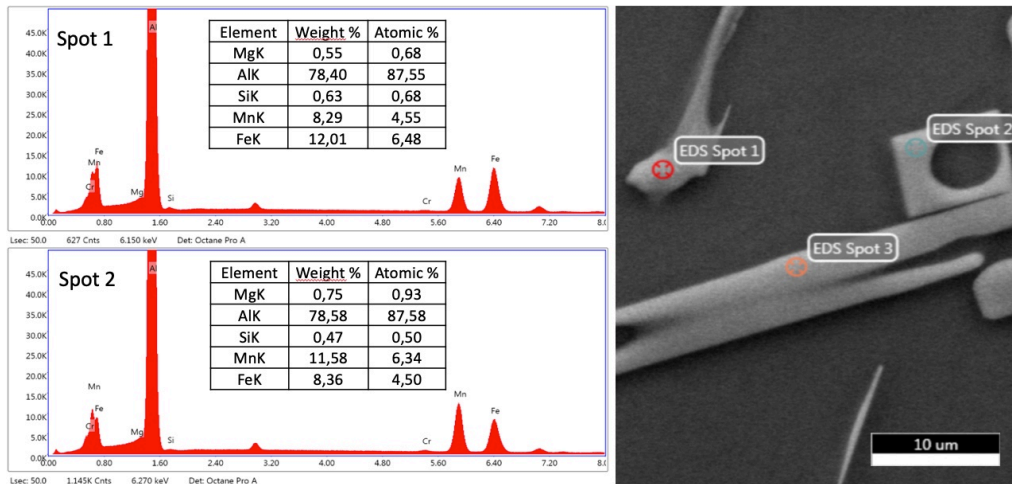 Spot 1
45.0K
40.0K
35.0K
30.0K
25.0K
20.0K
15.0K
10.0K
5.0K
0.0K
0.00 0.80 1.60 2.40 3.20 4.00 4.80 5.60 6.40 7.20 8.0
Al
Fe
Mn
Cr
Mg
Si
Cr
Mn
Fe
Element Weight % Atomic %
MgK 0,55 0,68
AlK 78,40 87,55
SiK 0,63 0,68
MnK 8,29 4,55
FeK 12,01 6,48
Lsec: 50.0 627 Cnts 6.150 keV Det: Octane Pro A
Spot 2
45.0K
40.0K
35.0K
30.0K
25.0K
20.0K
15.0K
10.0K
5.0K
0.0K
0.00 0.80 1.60 2.40 3.20 4.00 4.80 5.60 6.40 7.20 8.0
Al
Mn
Fe
Cr
Mg
Si
Cr
Mn
Fe
Element Weight % Atomic %
MgK 0,75 0,93
AlK 78,58 87,58
SiK 0,47 0,50
MnK 11,58 6,34
FeK 8,36 4,50
Lsec: 50.0 1.145K Cnts 6.270 keV Det: Octane Pro A
EDS Spot 1
EDS Spot 2
EDS Spot 3
10 um